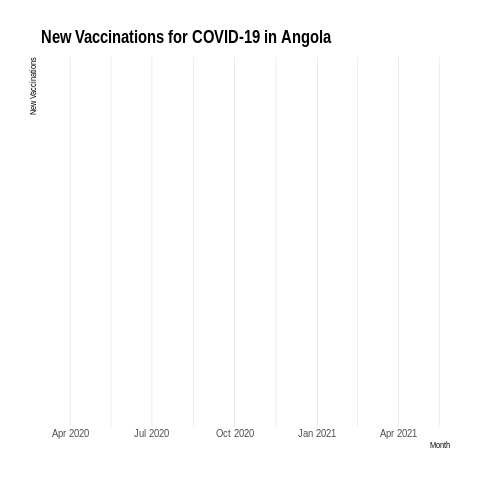 New Vaccinations for COVID-19 in Angola
New Vaccinations
Apr 2020 Jul 2020 Oct 2020 Jan 2021 Apr 2021
Month